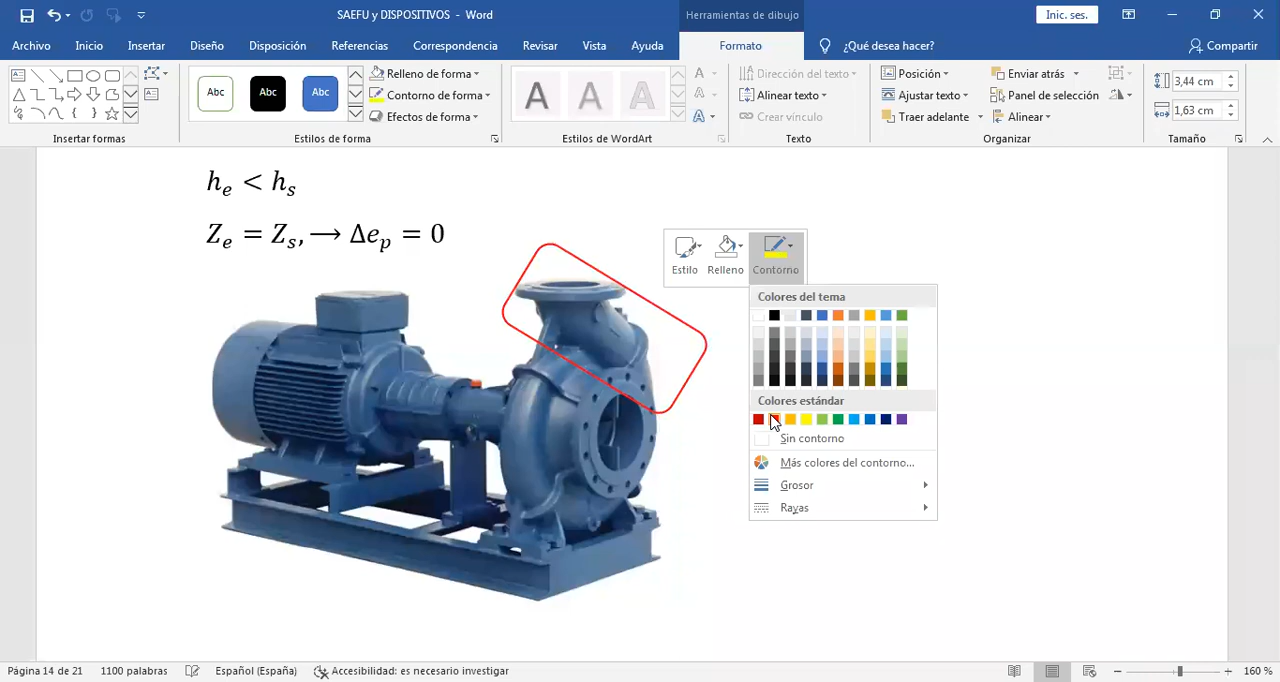 SAEFU y DISPOSITIVOS - Word
Herramientas de dibujo
Inic. ses.
Archivo Inicio Insertar Diseño Disposición Referencias Correspondencia Revisar Vista Ayuda Formato ¿Qué desea hacer? Compartir
Abc Abc Abc
Relleno de forma
Contorno de forma
Efectos de forma
A A A
Dirección del texto
Alinear texto
Crear vínculo
Posición
Ajustar texto
Traer adelante
Enviar atrás
Panel de selección
Alinear
3,44 cm
1,63 cm
Insertar formas Estilos de forma Estilos de WordArt Texto Organizar Tamaño
hₑ < hₛ
Zₑ = Zₛ, → Δeₚ = 0
Estilo Relleno Contorno
Colores del tema
Colores estándar
Sin contorno
Más colores del contorno...
Grosor
Rayas
Página 14 de 21 1100 palabras Español (España) Accesibilidad: es necesario investigar 160 %